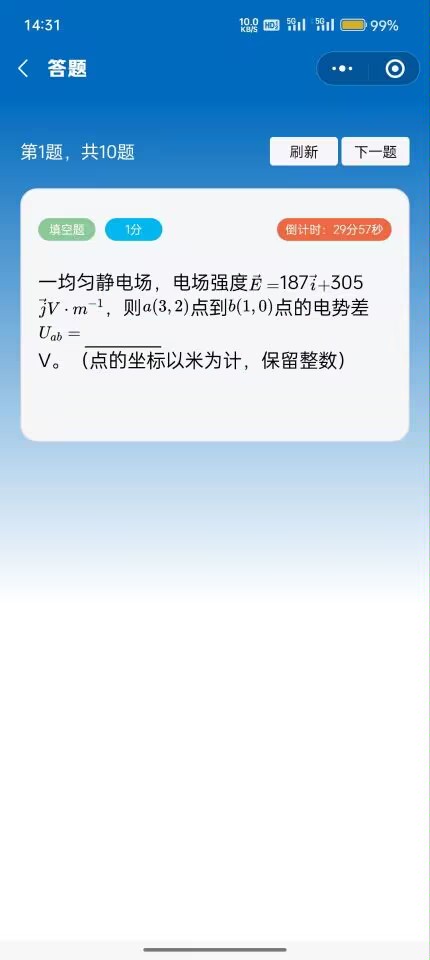 14:31 10.0 KB/S HD 5G 5G 99%
答题
第1题，共10题 刷新 下一题
填空题 1分 倒计时：29分57秒
一均匀静电场，电场强度$\vec{E}$ =187$\vec{i}$+305
$\vec{j}V \cdot m^{-1}$，则$a(3,2)$点到$b(1,0)$点的电势差
$U_{ab}$ = ________
V。（点的坐标以米为计，保留整数）